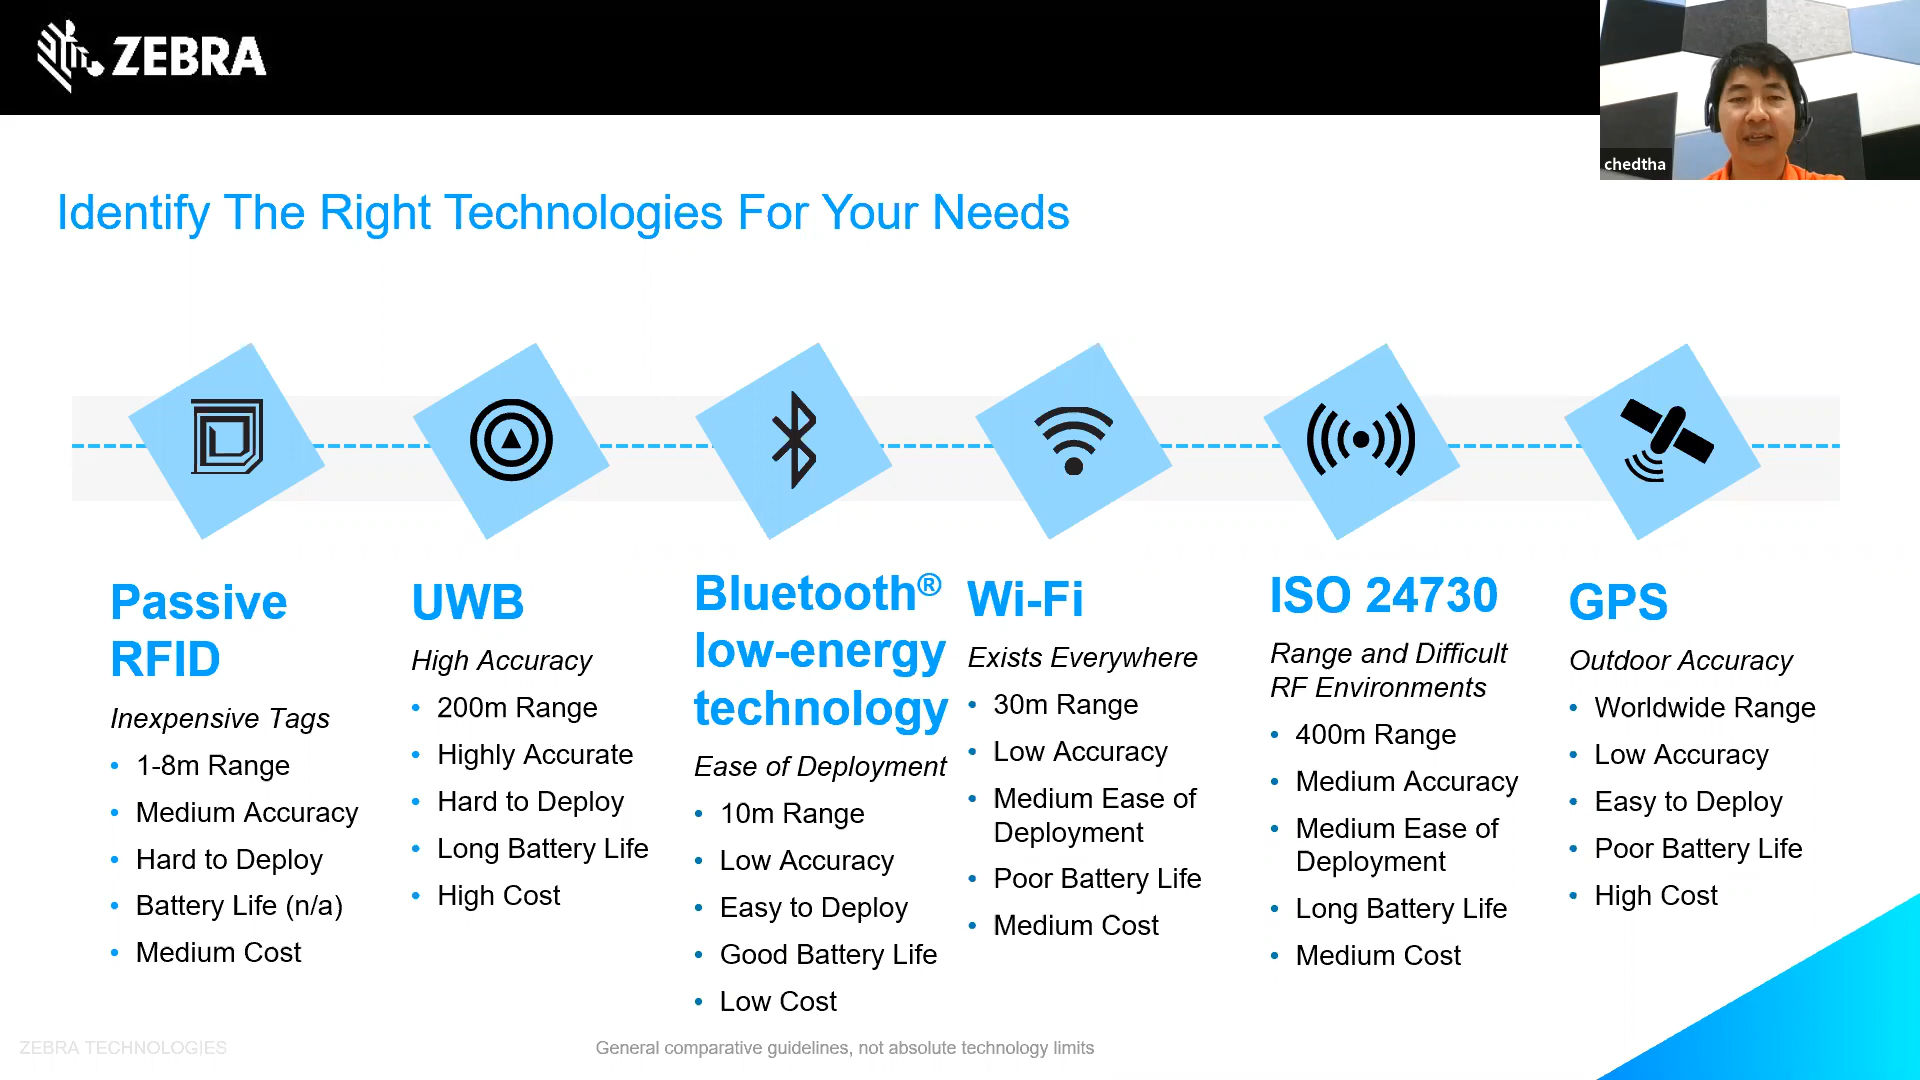 ZEBRA
chedtha
Identify The Right Technologies For Your Needs
Passive
RFID
Inexpensive Tags
• 1-8m Range
• Medium Accuracy
• Hard to Deploy
• Battery Life (n/a)
• Medium Cost
UWB
High Accuracy
• 200m Range
• Highly Accurate
• Hard to Deploy
• Long Battery Life
• High Cost
Bluetooth®
low-energy
technology
Ease of Deployment
• 10m Range
• Low Accuracy
• Easy to Deploy
• Good Battery Life
• Low Cost
Wi-Fi
Exists Everywhere
• 30m Range
• Low Accuracy
• Medium Ease of
Deployment
• Poor Battery Life
• Medium Cost
ISO 24730
Range and Difficult
RF Environments
• 400m Range
• Medium Accuracy
• Medium Ease of
Deployment
• Long Battery Life
• Medium Cost
GPS
Outdoor Accuracy
• Worldwide Range
• Low Accuracy
• Easy to Deploy
• Poor Battery Life
• High Cost
ZEBRA TECHNOLOGIES
General comparative guidelines, not absolute technology limits